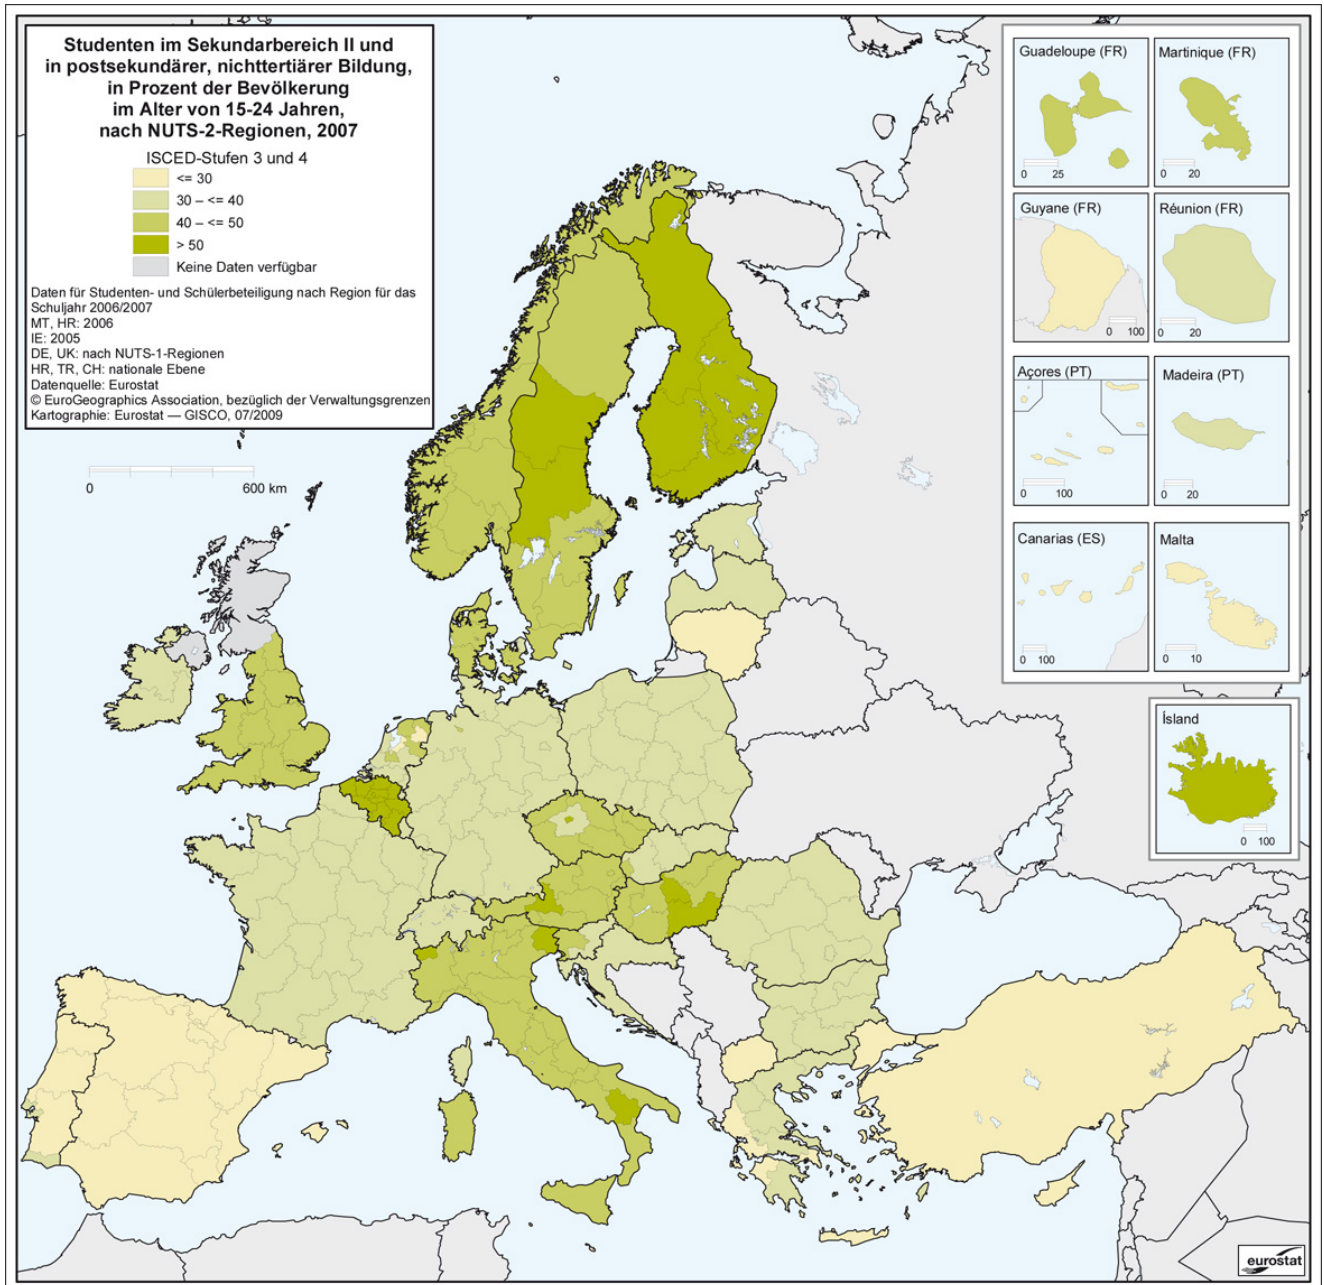 Studenten im Sekundarbereich II und
in postsekundärer, nichttertiärer Bildung,
in Prozent der Bevölkerung
im Alter von 15-24 Jahren,
nach NUTS-2-Regionen, 2007
ISCED-Stufen 3 und 4
<= 30
30 – <= 40
40 – <= 50
> 50
Keine Daten verfügbar
Daten für Studenten- und Schülerbeteiligung nach Region für das
Schuljahr 2006/2007
MT, HR: 2006
IE: 2005
DE, UK: nach NUTS-1-Regionen
HR, TR, CH: nationale Ebene
Datenquelle: Eurostat
© EuroGeographics Association, bezüglich der Verwaltungsgrenzen
Kartographie: Eurostat — GISCO, 07/2009
0 600 km
Guadeloupe (FR)
0 25
Martinique (FR)
0 20
Guyane (FR)
0 100
Réunion (FR)
0 20
Açores (PT)
0 100
Madeira (PT)
0 20
Canarias (ES)
0 100
Malta
0 10
Ísland
0 100
eurostat